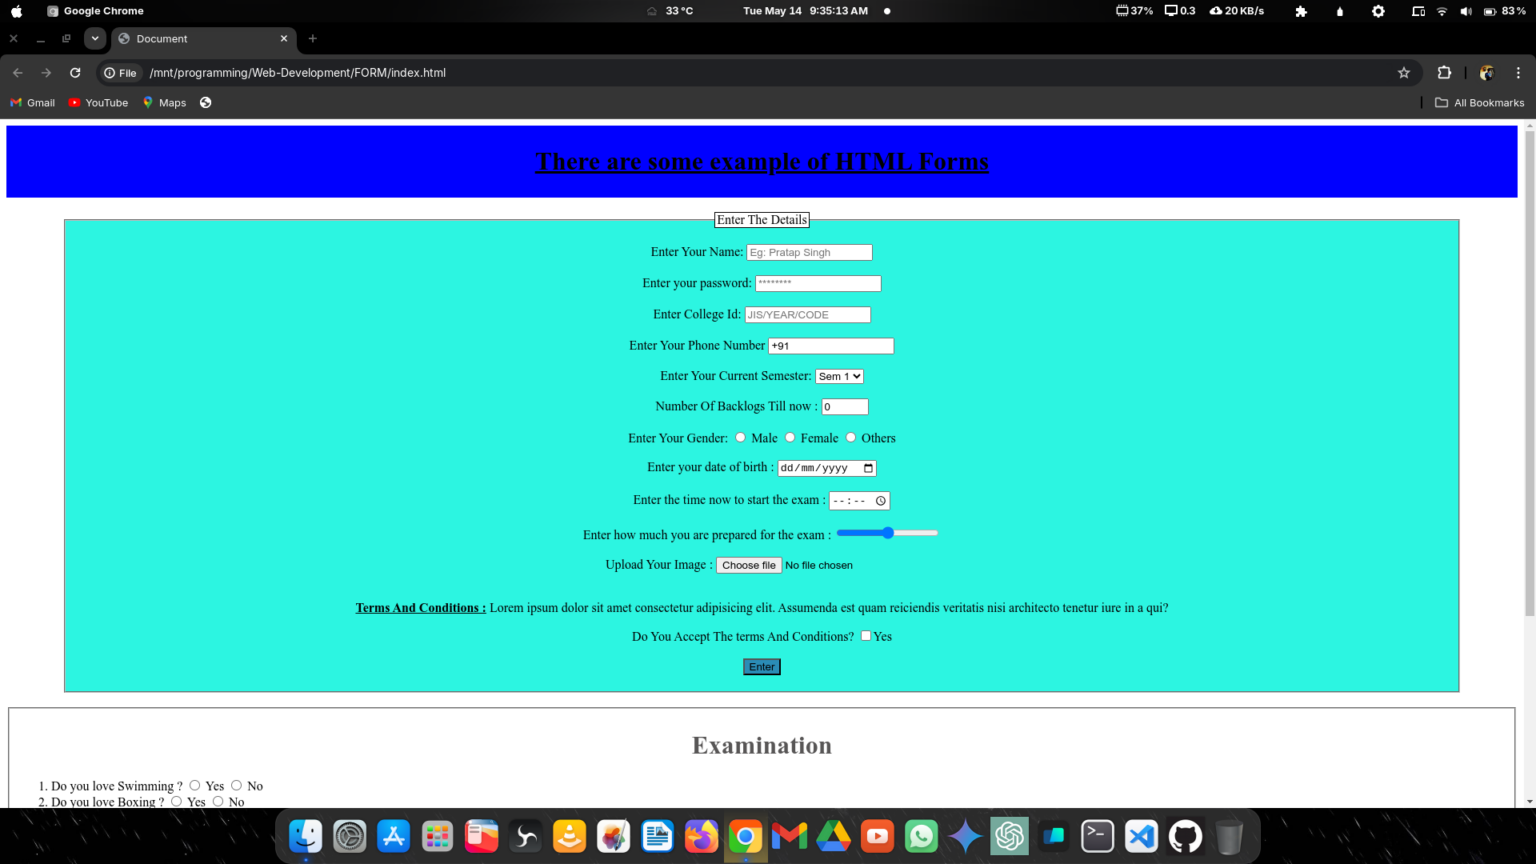 Google Chrome
33 °C
Tue May 14 9:35:13 AM
37% 0.3 20 KB/s 83 %
Document
File /mnt/programming/Web-Development/FORM/index.html
Gmail YouTube Maps All Bookmarks
There are some example of HTML Forms
Enter The Details
Enter Your Name: Eg: Pratap Singh
Enter your password: ********
Enter College Id: JIS/YEAR/CODE
Enter Your Phone Number +91
Enter Your Current Semester: Sem 1
Number Of Backlogs Till now : 0
Enter Your Gender: Male Female Others
Enter your date of birth : dd/mm/yyyy
Enter the time now to start the exam : --:--
Enter how much you are prepared for the exam :
Upload Your Image : Choose file No file chosen
Terms And Conditions : Lorem ipsum dolor sit amet consectetur adipisicing elit. Assumenda est quam reiciendis veritatis nisi architecto tenetur iure in a qui?
Do You Accept The terms And Conditions? Yes
Enter
Examination
1. Do you love Swimming ? Yes No
2. Do you love Boxing ? Yes No